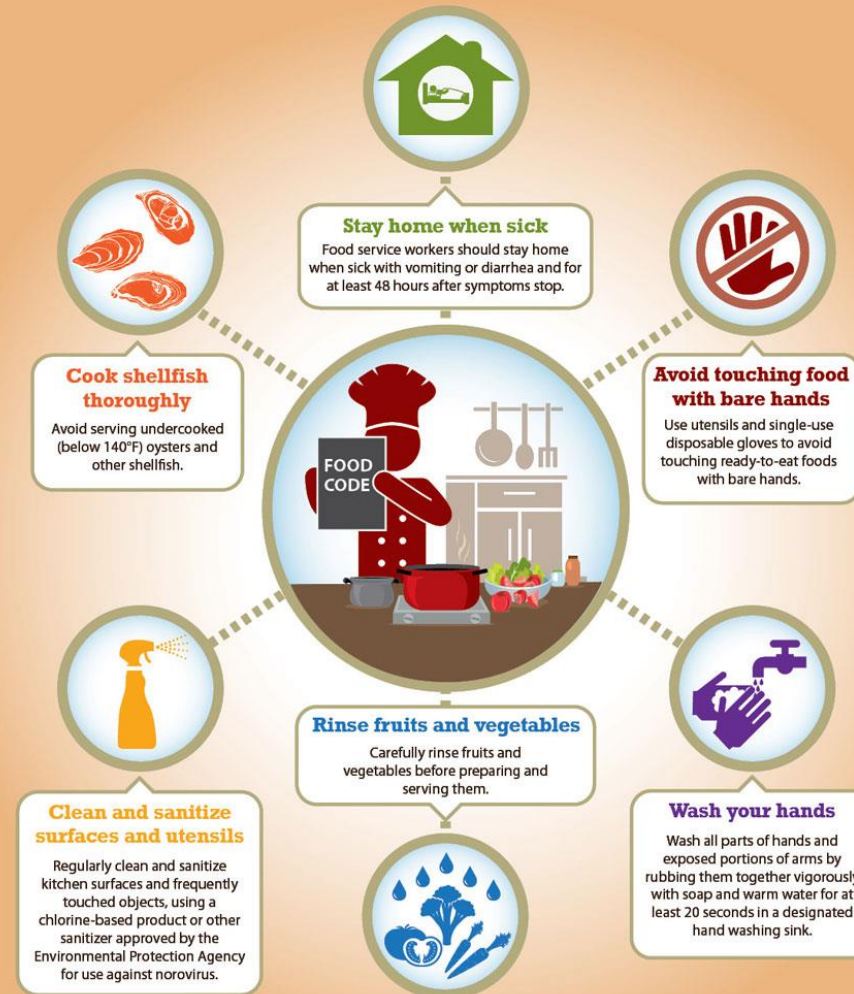 Stay home when sick
Food service workers should stay home
when sick with vomiting or diarrhea and for
at least 48 hours after symptoms stop.
Cook shellfish
thoroughly
Avoid serving undercooked
(below 140°F) oysters and
other shellfish.
Avoid touching food
with bare hands
Use utensils and single-use
disposable gloves to avoid
touching ready-to-eat foods
with bare hands.
FOOD
CODE
Clean and sanitize
surfaces and utensils
Regularly clean and sanitize
kitchen surfaces and frequently
touched objects, using a
chlorine-based product or other
sanitizer approved by the
Environmental Protection Agency
for use against norovirus.
Rinse fruits and vegetables
Carefully rinse fruits and
vegetables before preparing and
serving them.
Wash your hands
Wash all parts of hands and
exposed portions of arms by
rubbing them together vigorously
with soap and warm water for at
least 20 seconds in a designated
hand washing sink.